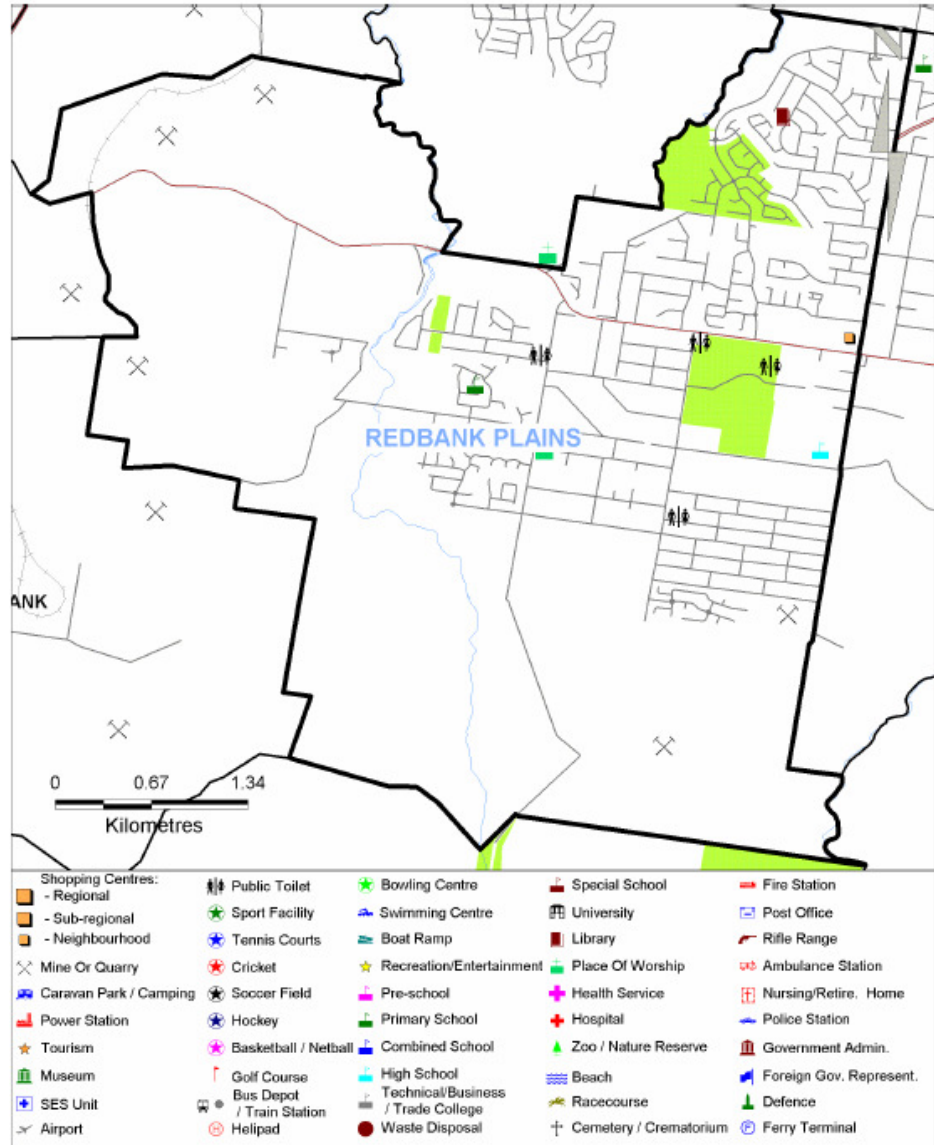 REDBANK PLAINS
ANK
0 0.67 1.34
Kilometres
Shopping Centres:
- Regional
- Sub-regional
- Neighbourhood
Mine Or Quarry
Caravan Park / Camping
Power Station
Tourism
Museum
SES Unit
Airport
Public Toilet
Sport Facility
Tennis Courts
Cricket
Soccer Field
Hockey
Basketball / Netball
Golf Course
Bus Depot
/ Train Station
Helipad
Bowling Centre
Swimming Centre
Boat Ramp
Recreation/Entertainment
Pre-school
Primary School
Combined School
High School
Technical/Business
/ Trade College
Waste Disposal
Special School
University
Library
Place Of Worship
Health Service
Hospital
Zoo / Nature Reserve
Beach
Racecourse
Cemetery / Crematorium
Fire Station
Post Office
Rifle Range
Ambulance Station
Nursing/Retire. Home
Police Station
Government Admin.
Foreign Gov. Represent.
Defence
Ferry Terminal